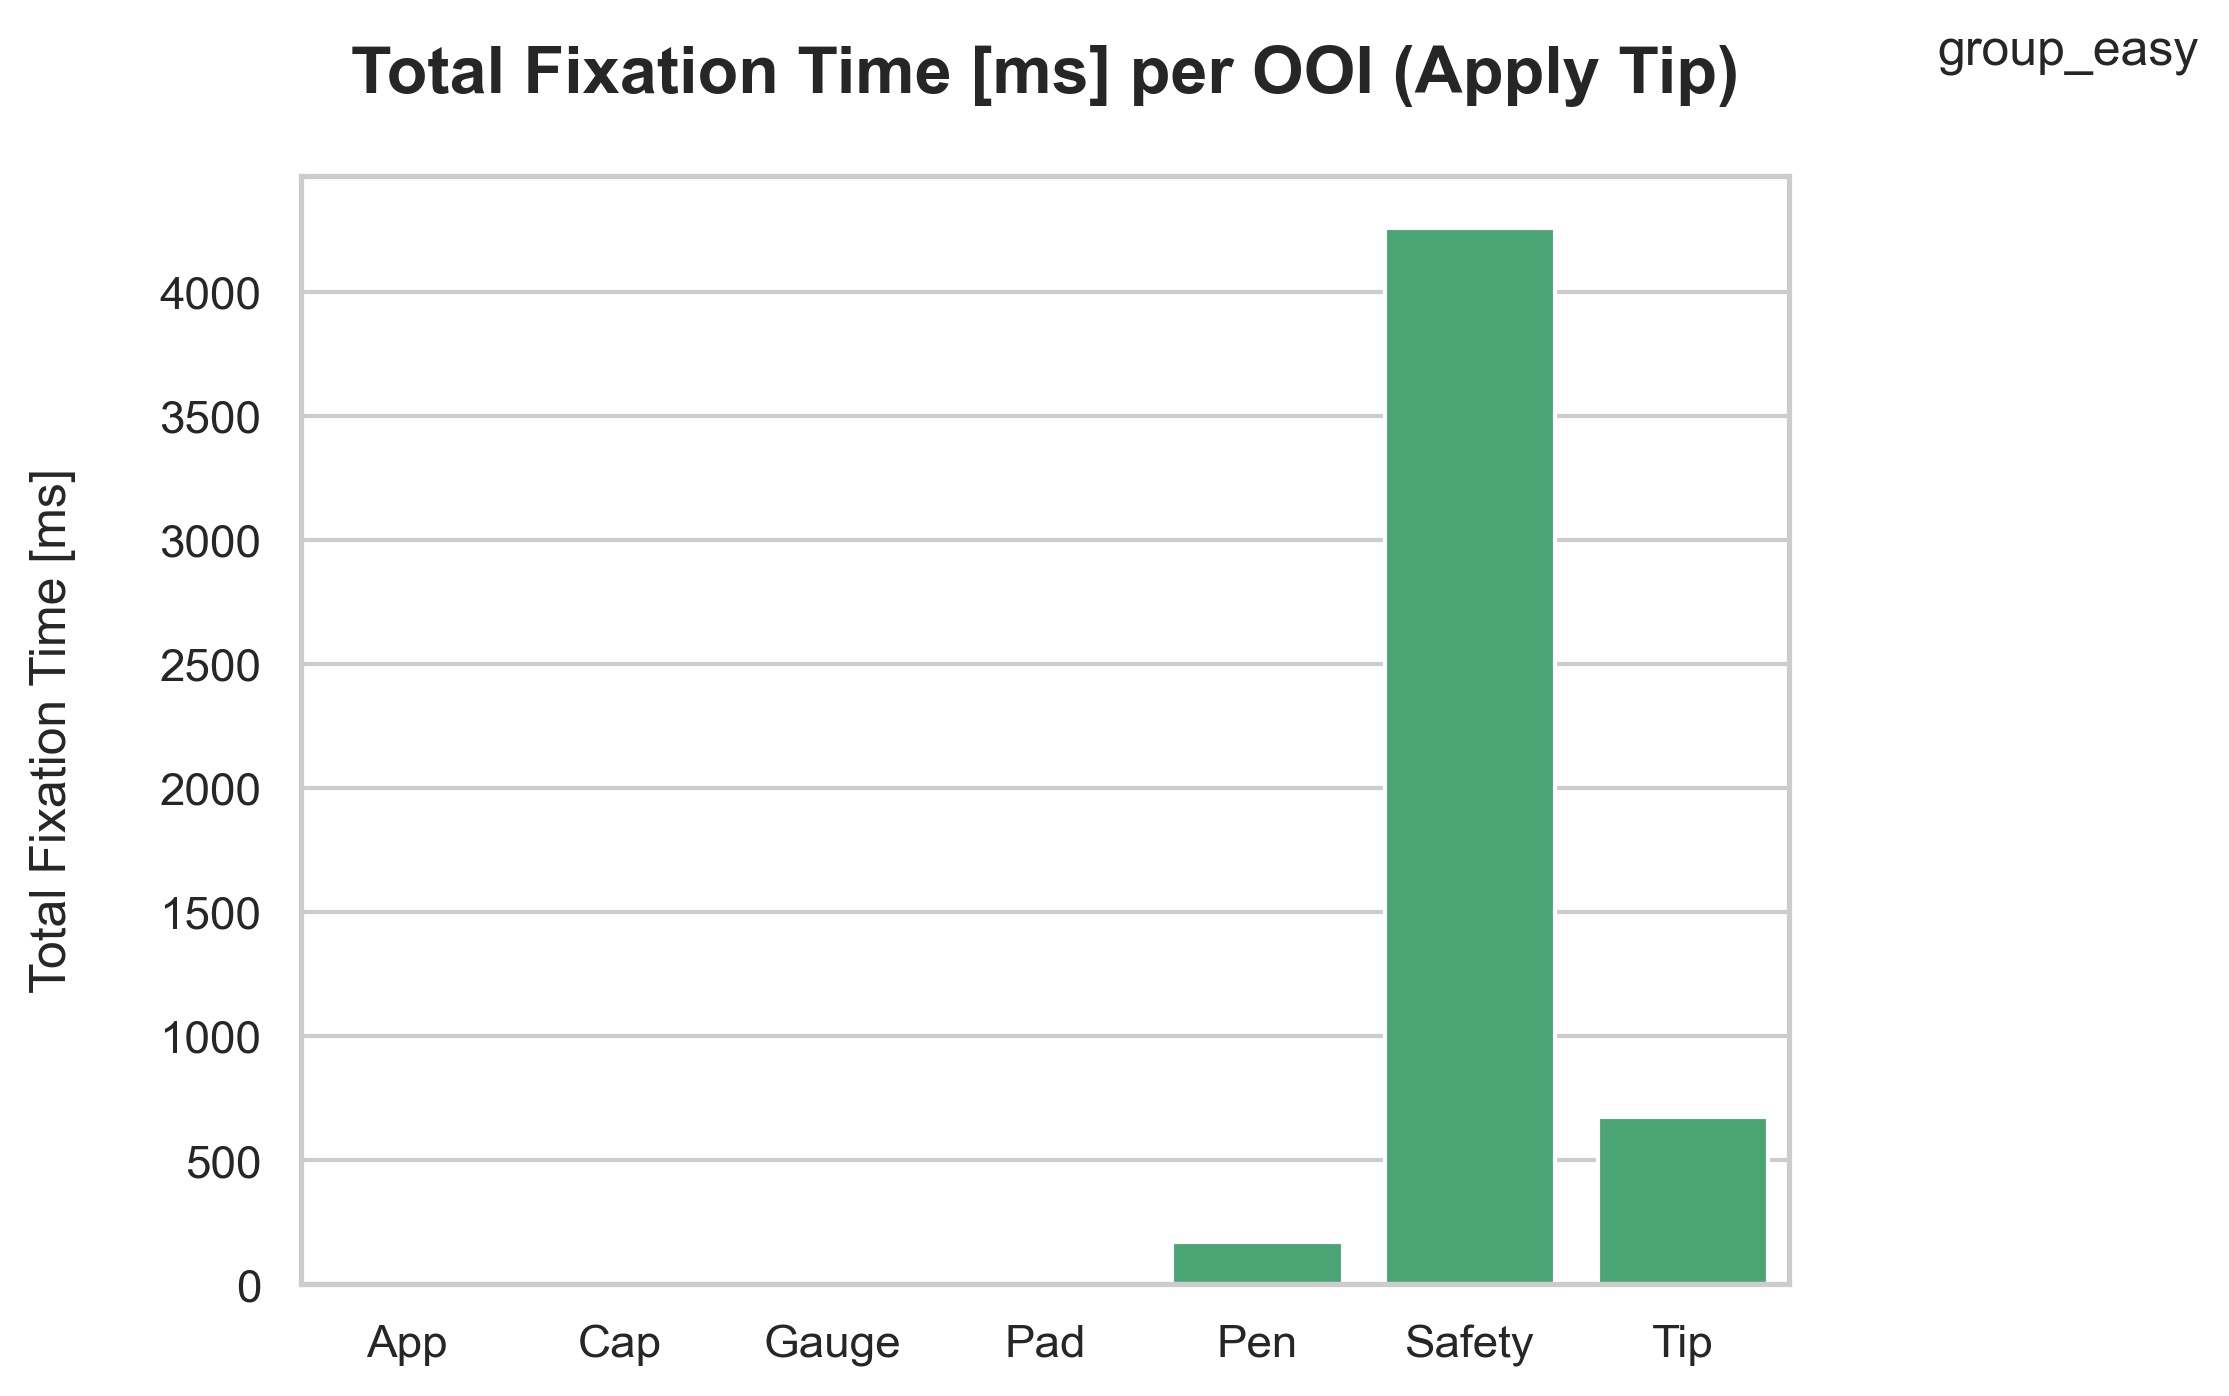 Total Fixation Time [ms] per OOI (Apply Tip)
group_easy
Total Fixation Time [ms]
4000
3500
3000
2500
2000
1500
1000
500
0
App Cap Gauge Pad Pen Safety Tip